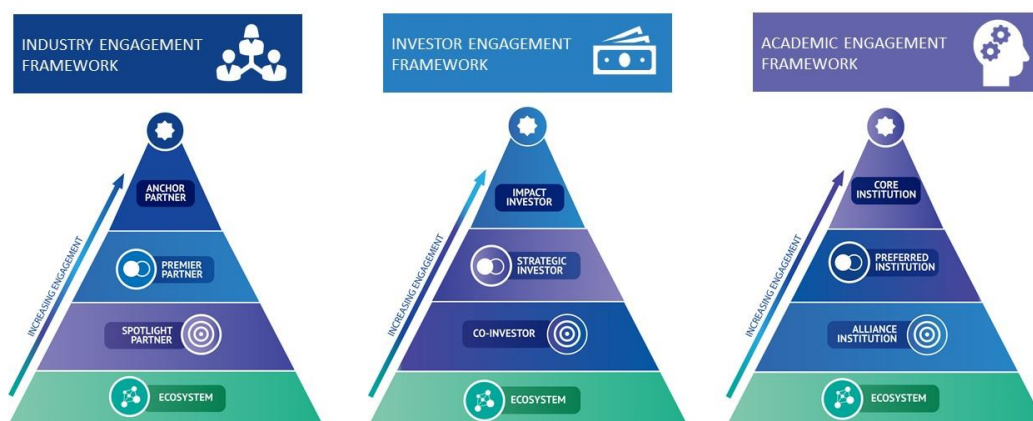 INDUSTRY ENGAGEMENT
FRAMEWORK
ANCHOR
PARTNER
PREMIER
PARTNER
SPOTLIGHT
PARTNER
ECOSYSTEM
INCREASING ENGAGEMENT
INVESTOR ENGAGEMENT
FRAMEWORK
IMPACT
INVESTOR
STRATEGIC
INVESTOR
CO-INVESTOR
ECOSYSTEM
INCREASING ENGAGEMENT
ACADEMIC ENGAGEMENT
FRAMEWORK
CORE
INSTITUTION
PREFERRED
INSTITUTION
ALLIANCE
INSTITUTION
ECOSYSTEM
INCREASING ENGAGEMENT